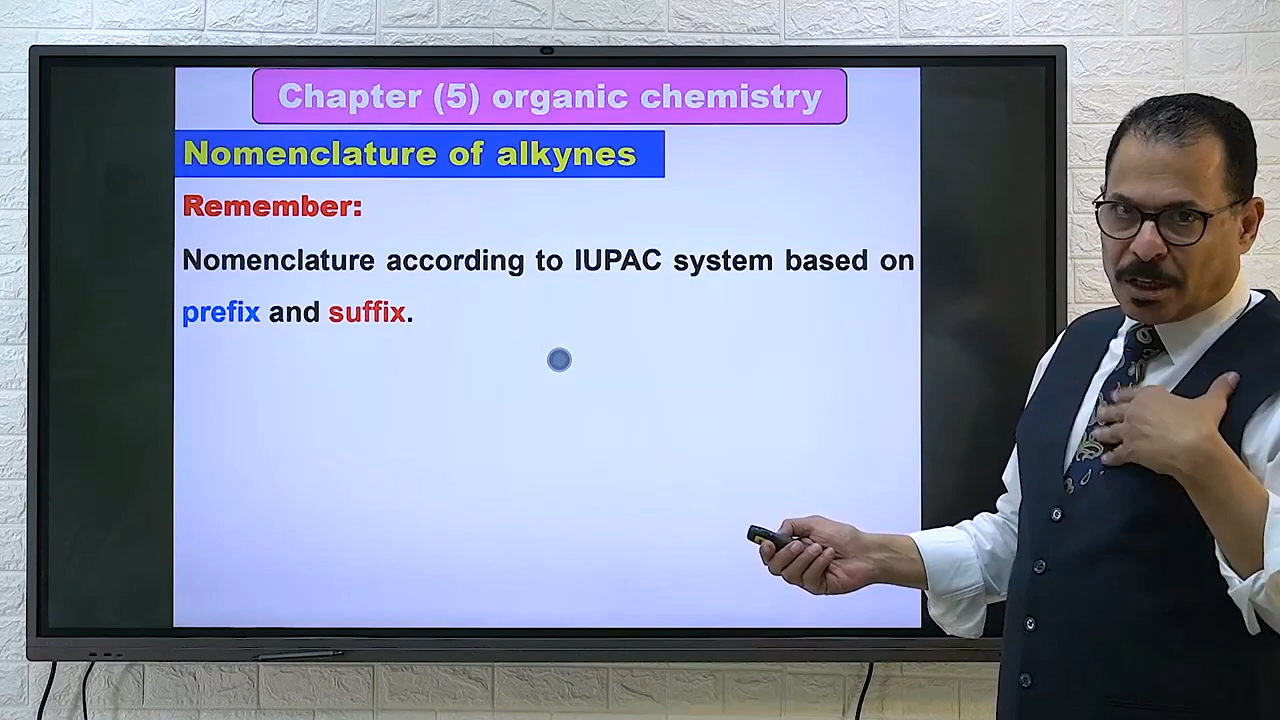 Chapter (5) organic chemistry
Nomenclature of alkynes
Remember:
Nomenclature according to IUPAC system based on
prefix and suffix.